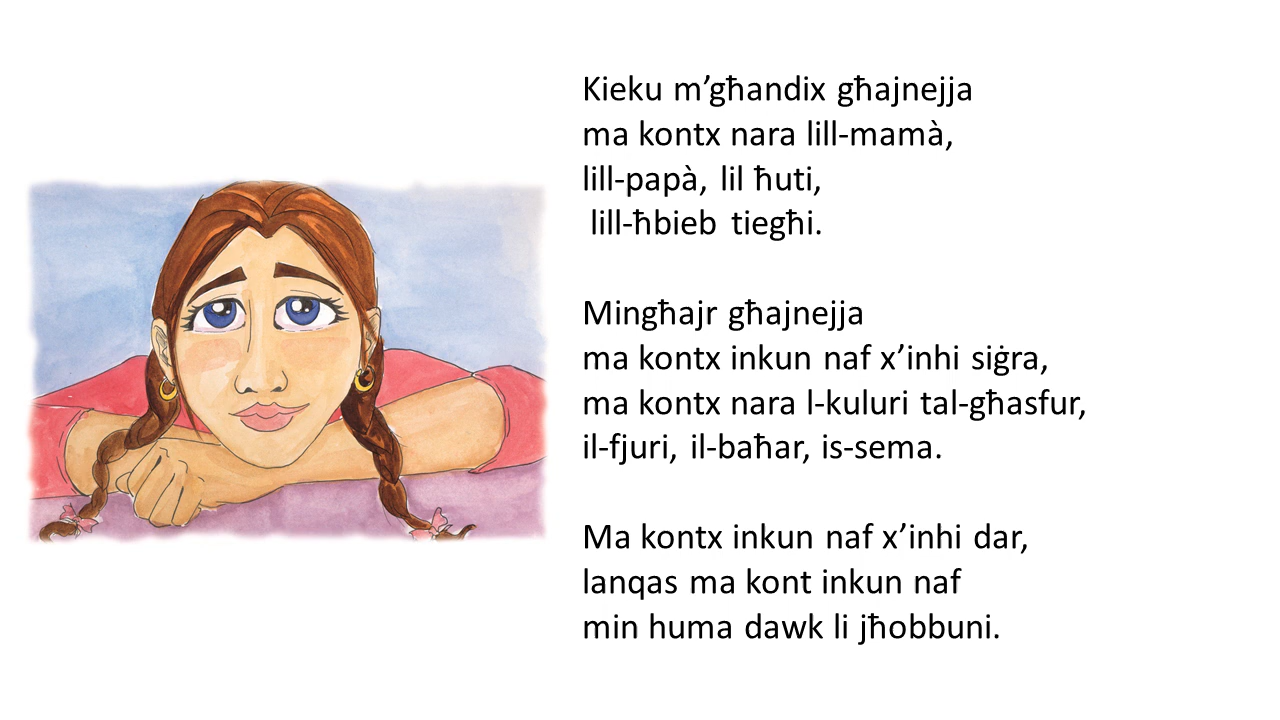 Kieku m’għandix għajnejja
ma kontx nara lill-mamà,
lill-papà, lil ħuti,
lill-ħbieb tiegħi.
Mingħajr għajnejja
ma kontx inkun naf x’inhi siġra,
ma kontx nara l-kuluri tal-għasfur,
il-fjuri, il-baħar, is-sema.
Ma kontx inkun naf x’inhi dar,
lanqas ma kont inkun naf
min huma dawk li jħobbuni.